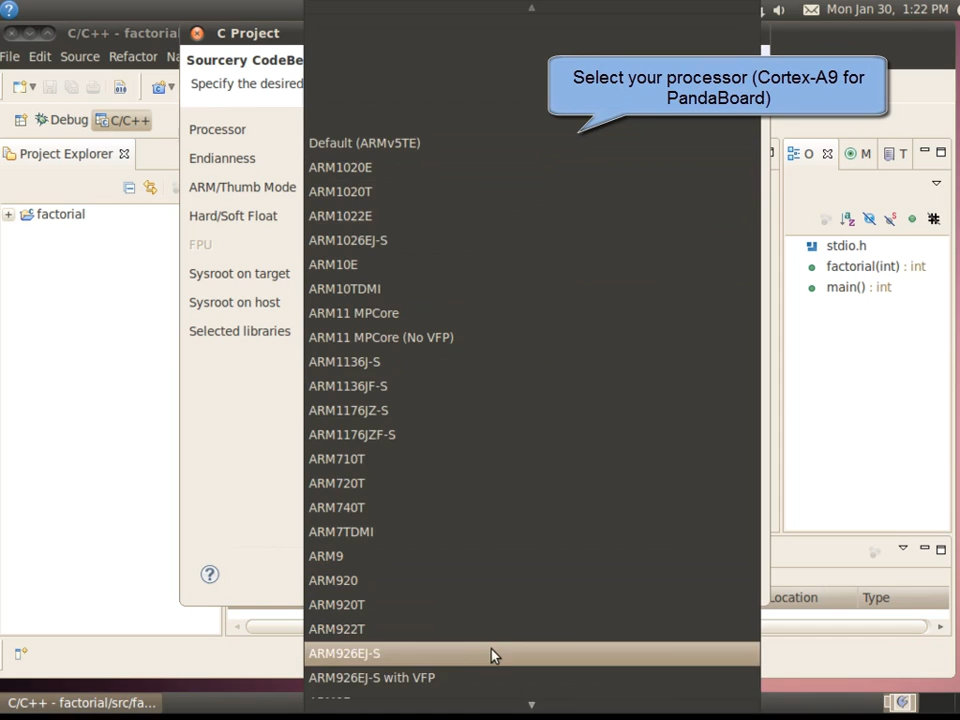 Mon Jan 30, 1:22 PM
C/C++ - factorial
C Project
File Edit Source Refactor
Sourcery CodeBe
Specify the desired
Select your processor (Cortex-A9 for
PandaBoard)
Debug C/C++
Project Explorer
factorial
Processor
Endianness
ARM/Thumb Mode
Hard/Soft Float
FPU
Sysroot on target
Sysroot on host
Selected libraries
Default (ARMv5TE)
ARM1020E
ARM1020T
ARM1022E
ARM1026EJ-S
ARM10E
ARM10TDMI
ARM11 MPCore
ARM11 MPCore (No VFP)
ARM1136J-S
ARM1136JF-S
ARM1176JZ-S
ARM1176JZF-S
ARM710T
ARM720T
ARM740T
ARM7TDMI
ARM9
ARM920
ARM920T
ARM922T
ARM926EJ-S
ARM926EJ-S with VFP
O M T
stdio.h
factorial(int) : int
main() : int
Location Type
C/C++ - factorial/src/fa...